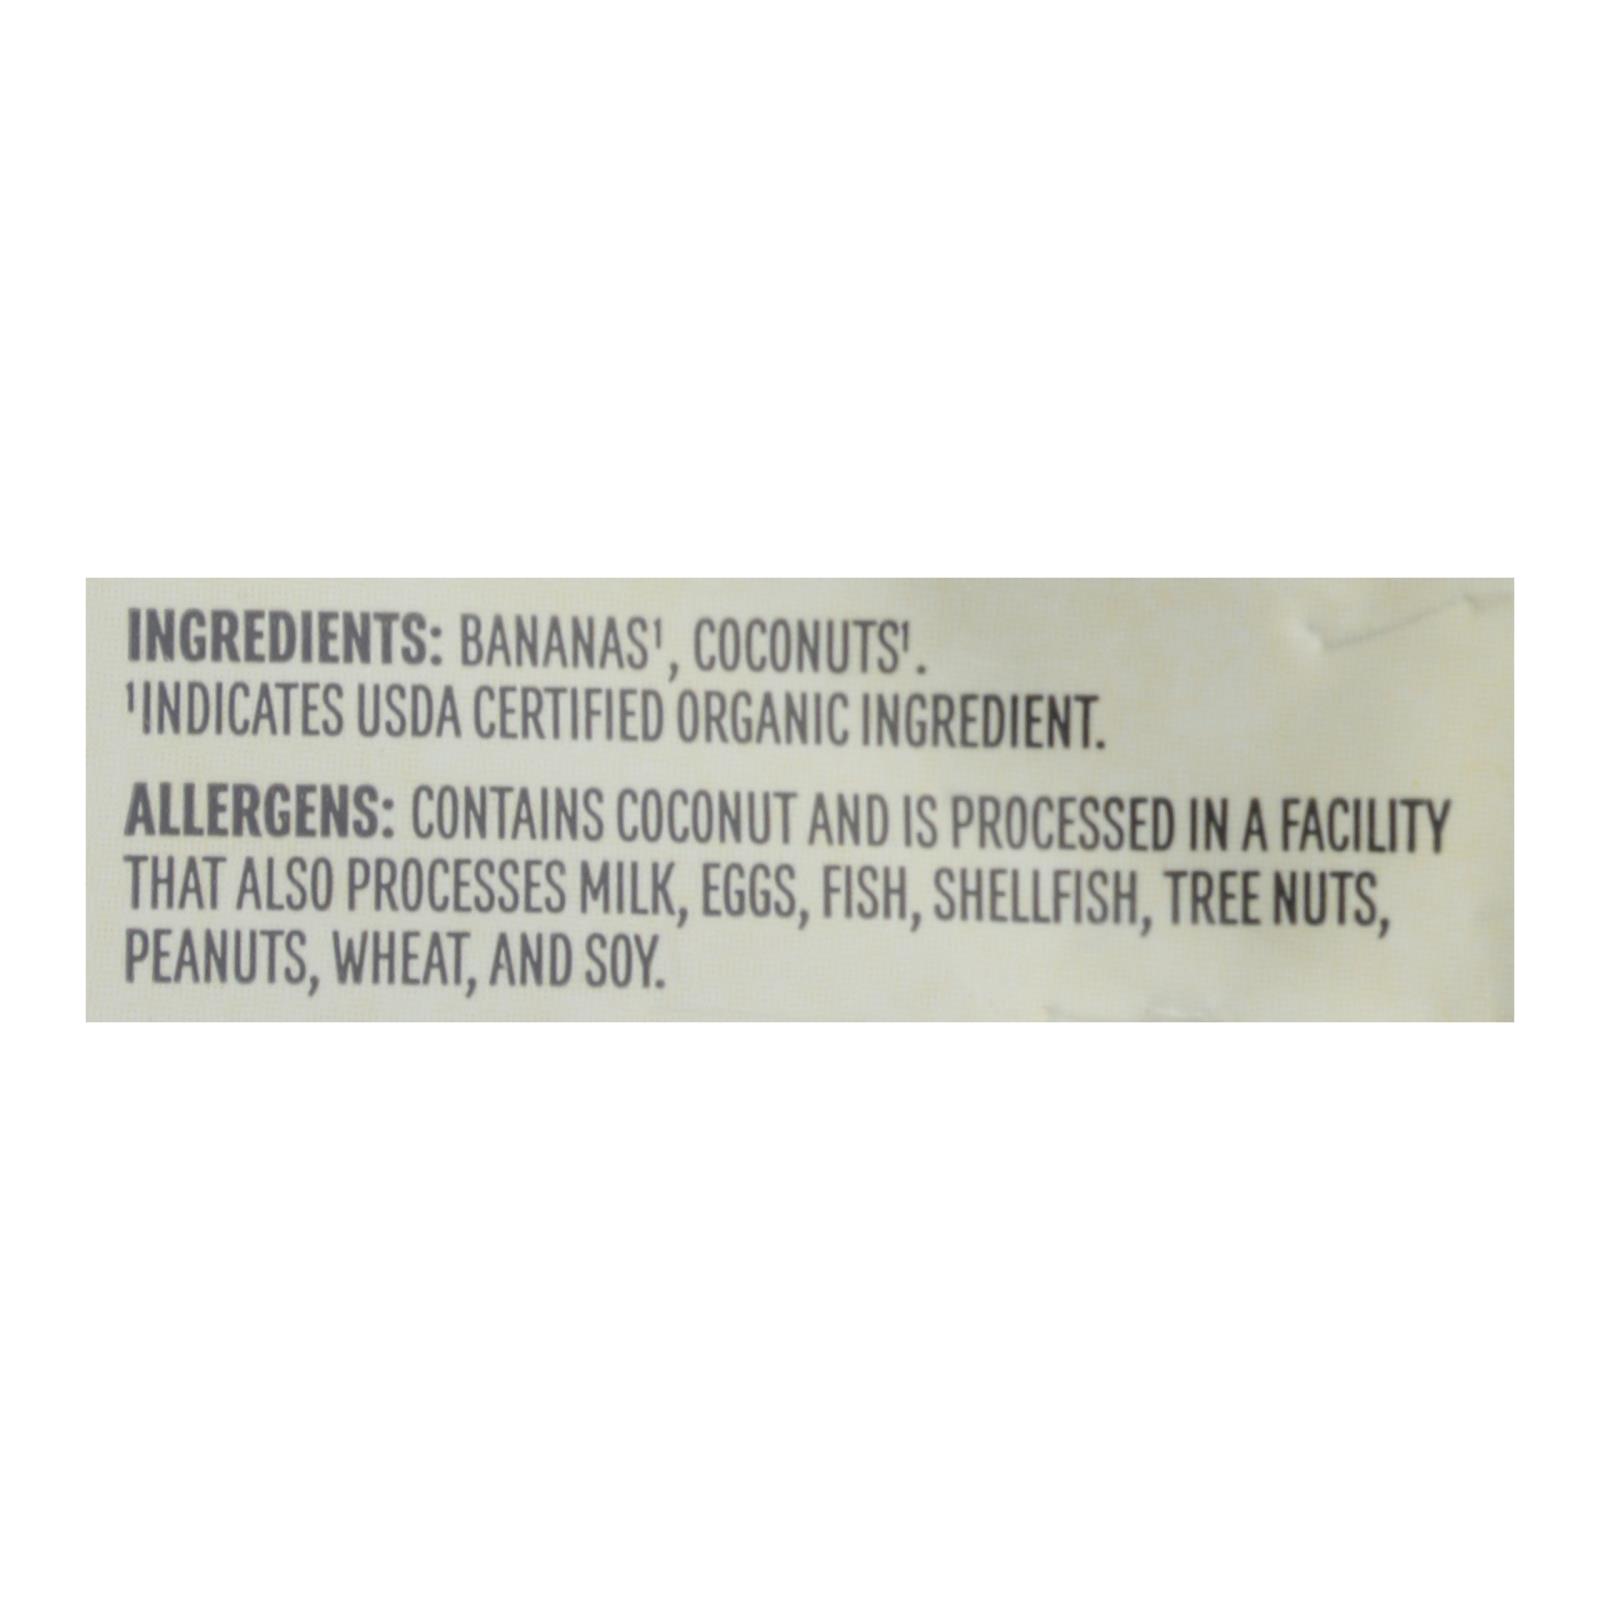 INGREDIENTS: BANANAS¹, COCONUTS¹.
¹INDICATES USDA CERTIFIED ORGANIC INGREDIENT.
ALLERGENS: CONTAINS COCONUT AND IS PROCESSED IN A FACILITY
THAT ALSO PROCESSES MILK, EGGS, FISH, SHELLFISH, TREE NUTS,
PEANUTS, WHEAT, AND SOY.